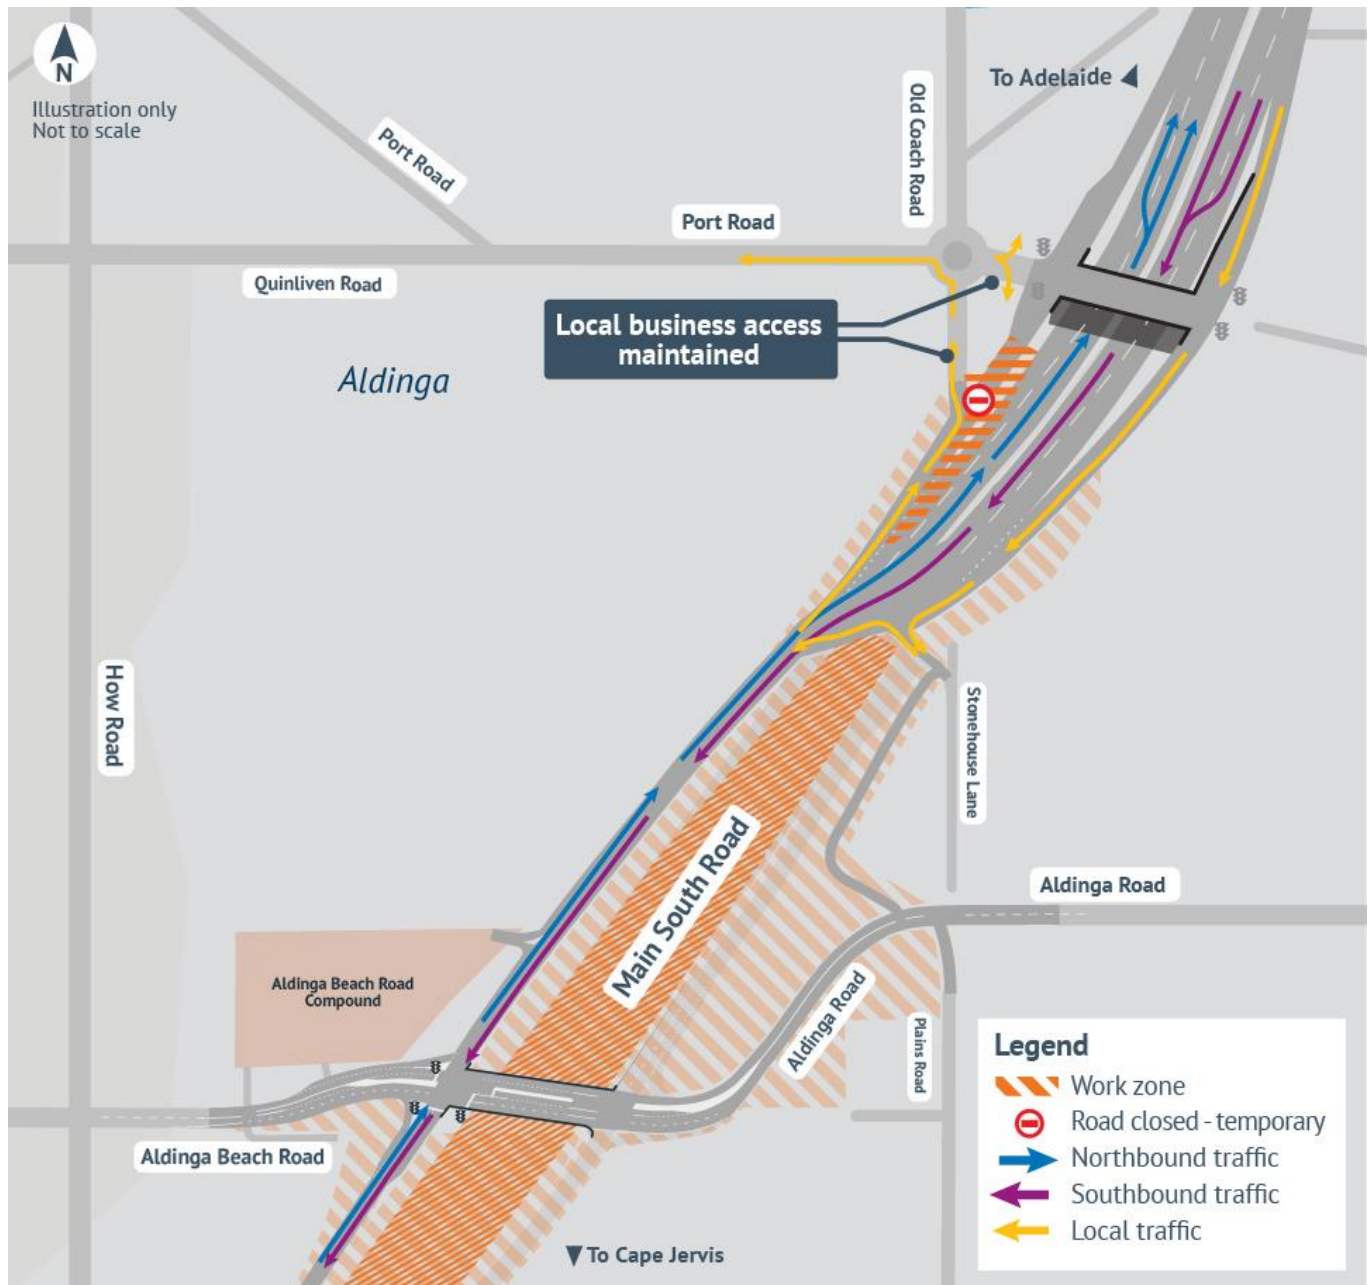 N
Illustration only
Not to scale
To Adelaide
Old Coach Road
Port Road
Port Road
Quinliven Road
Local business access
maintained
Aldinga
How Road
Stonehouse Lane
Main South Road
Aldinga Road
Aldinga Beach Road
Compound
Aldinga Road
Plains Road
Aldinga Beach Road
To Cape Jervis
Legend
Work zone
Road closed - temporary
Northbound traffic
Southbound traffic
Local traffic